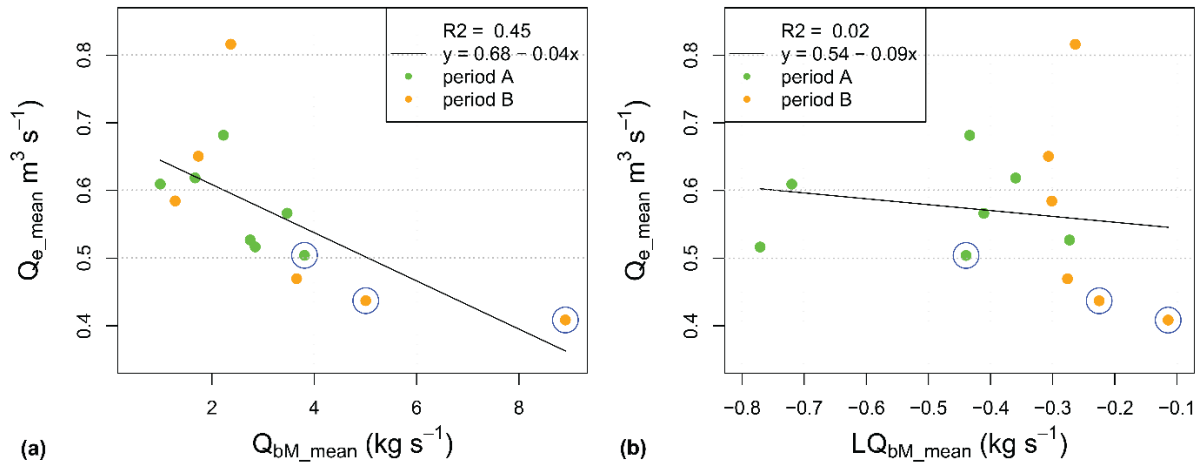 R2 = 0.45
y = 0.68 − 0.04x
period A
period B
0.8
0.7
0.6
0.5
0.4
Qe_mean m³ s⁻¹
2 4 6 8
(a)
QbM_mean (kg s⁻¹)
R2 = 0.02
y = 0.54 − 0.09x
period A
period B
0.8
0.7
0.6
0.5
0.4
Qe_mean m³ s⁻¹
−0.8 −0.7 −0.6 −0.5 −0.4 −0.3 −0.2 −0.1
(b)
LQbM_mean (kg s⁻¹)